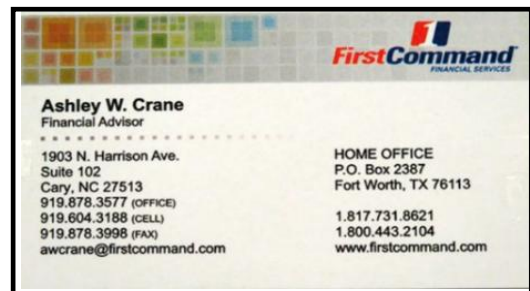 1
FirstCommand
FINANCIAL SERVICES
Ashley W. Crane
Financial Advisor
1903 N. Harrison Ave.
Suite 102
Cary, NC 27513
919.878.3577 (OFFICE)
919.604.3188 (CELL)
919.878.3998 (FAX)
awcrane@firstcommand.com
HOME OFFICE
P.O. Box 2387
Fort Worth, TX 76113
1.817.731.8621
1.800.443.2104
www.firstcommand.com